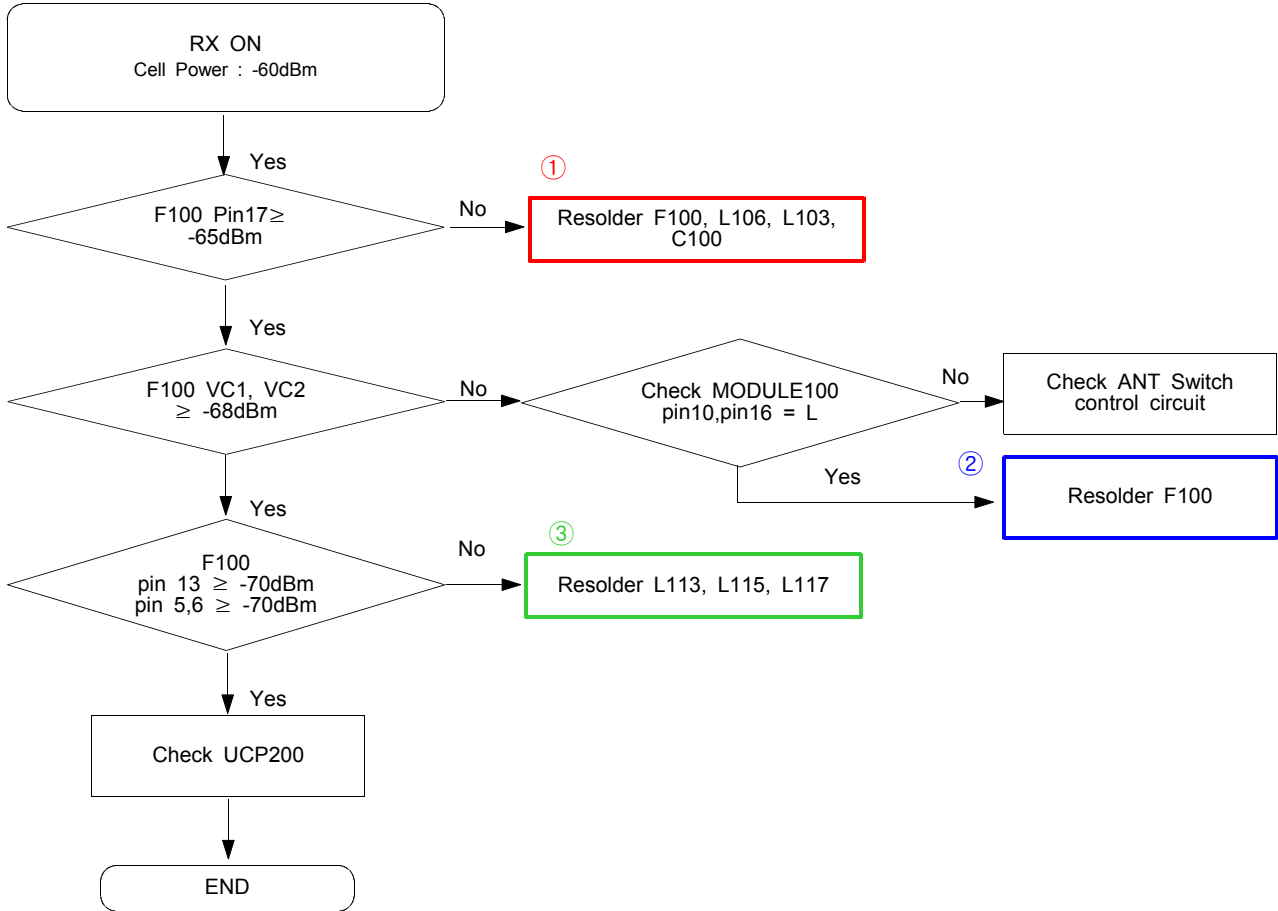 RX ON
Cell Power : -60dBm
Yes
①
F100 Pin17≥
-65dBm
No
Resolder F100, L106, L103,
C100
Yes
F100 VC1, VC2
≥ -68dBm
No
Check MODULE100
pin10,pin16 = L
No
Check ANT Switch
control circuit
Yes
②
Resolder F100
Yes
F100
pin 13 ≥ -70dBm
pin 5,6 ≥ -70dBm
No
③
Resolder L113, L115, L117
Yes
Check UCP200
END